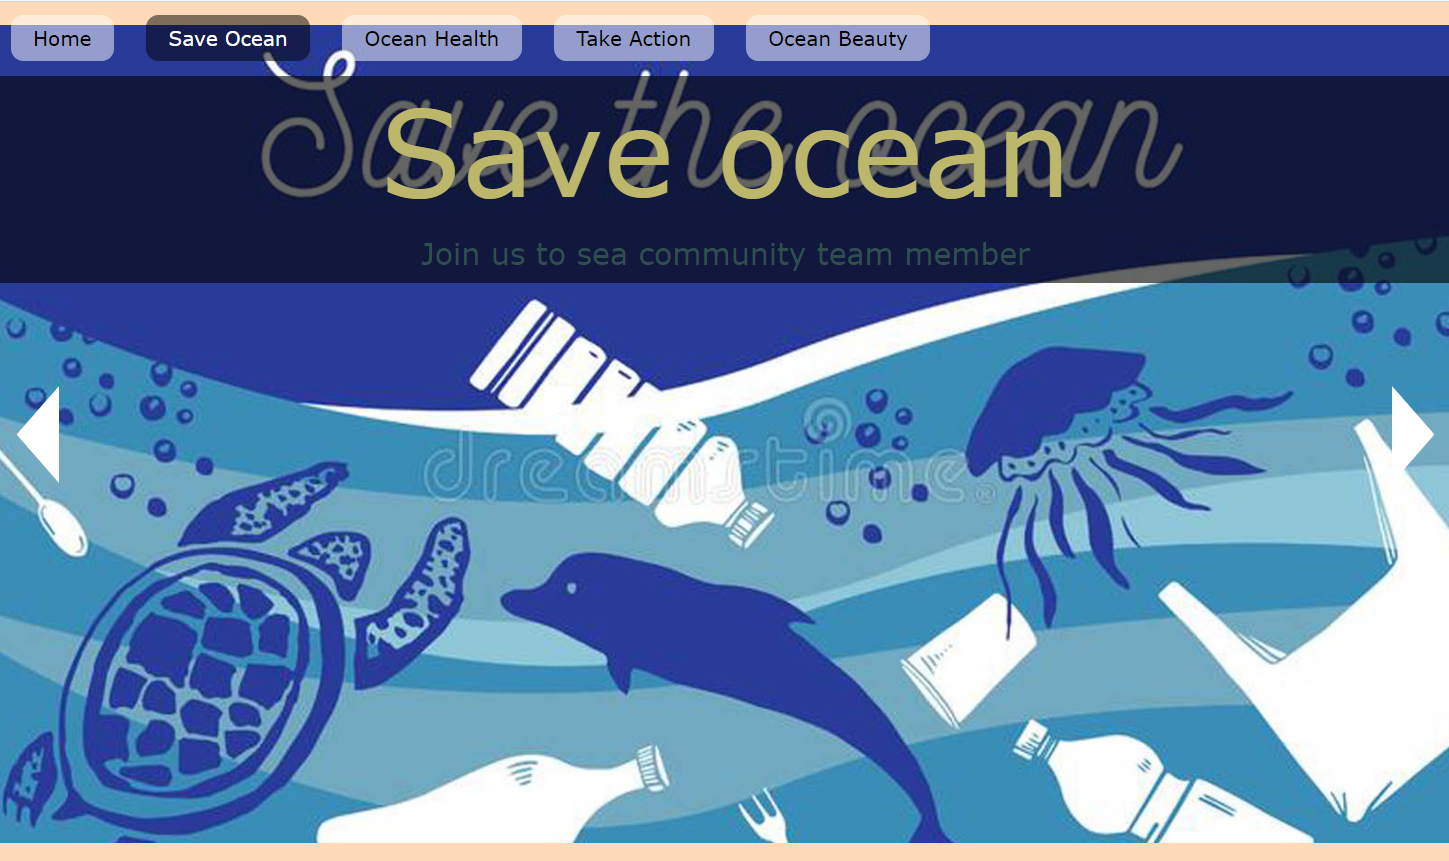 Home
Save Ocean
Ocean Health
Take Action
Ocean Beauty
Save the ocean
Save ocean
Join us to sea community team member
dreamstime